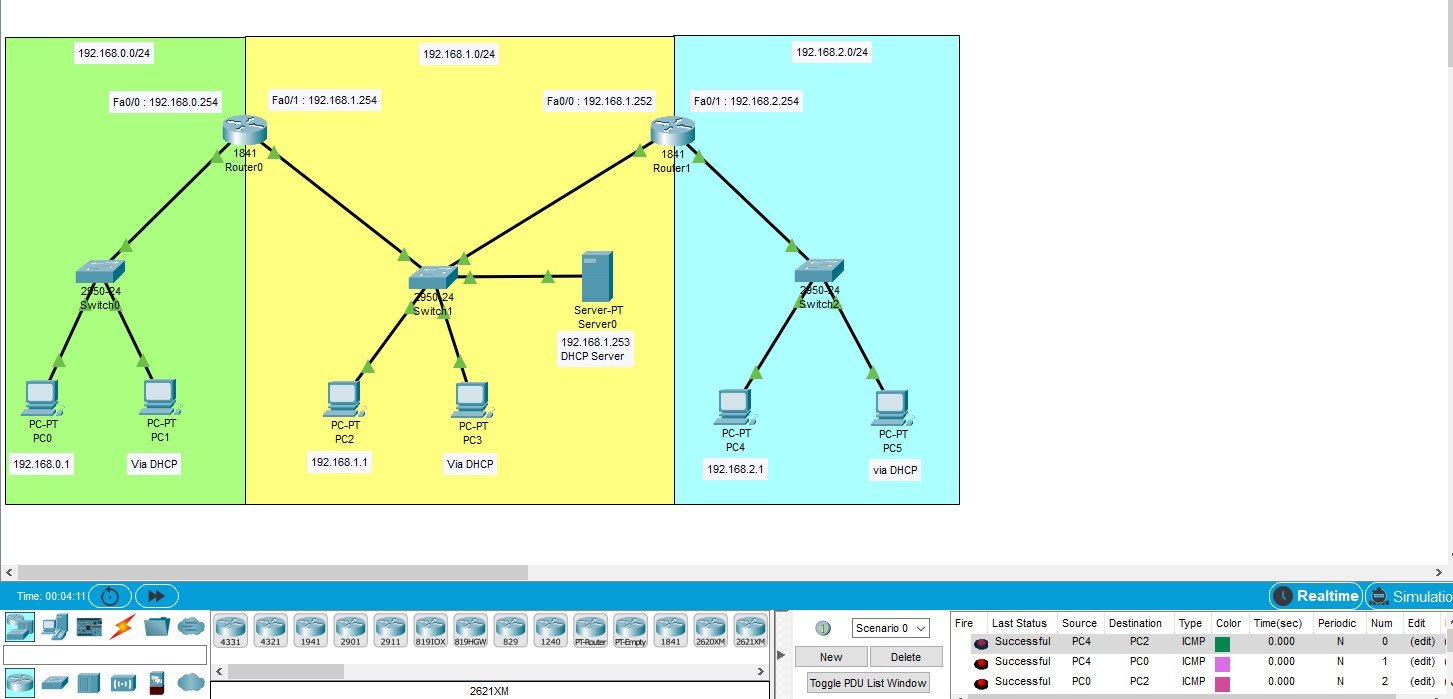 192.168.0.0/24
192.168.1.0/24
192.168.2.0/24
Fa0/0 : 192.168.0.254
Fa0/1 : 192.168.1.254
Fa0/0 : 192.168.1.252
Fa0/1 : 192.168.2.254
1841
Router0
1841
Router1
2950-24
Switch0
2950-24
Switch1
Server-PT
Server0
192.168.1.253
DHCP Server
2950-24
Switch2
PC-PT
PC0
192.168.0.1
PC-PT
PC1
Via DHCP
PC-PT
PC2
192.168.1.1
PC-PT
PC3
Via DHCP
PC-PT
PC4
192.168.2.1
PC-PT
PC5
via DHCP
Time: 00:04:11
Realtime
Simulatio
4331 4321 1941 2901 2911 819IOX 819HGW 829 1240 PT-Router PT-Empty 1841 2620XM 2621XM
2621XM
Scenario 0
New Delete
Toggle PDU List Window
Fire Last Status Source Destination Type Color Time(sec) Periodic Num Edit
Successful PC4 PC2 ICMP 0.000 N 0 (edit) (
Successful PC4 PC0 ICMP 0.000 N 1 (edit) (
Successful PC0 PC2 ICMP 0.000 N 2 (edit) (